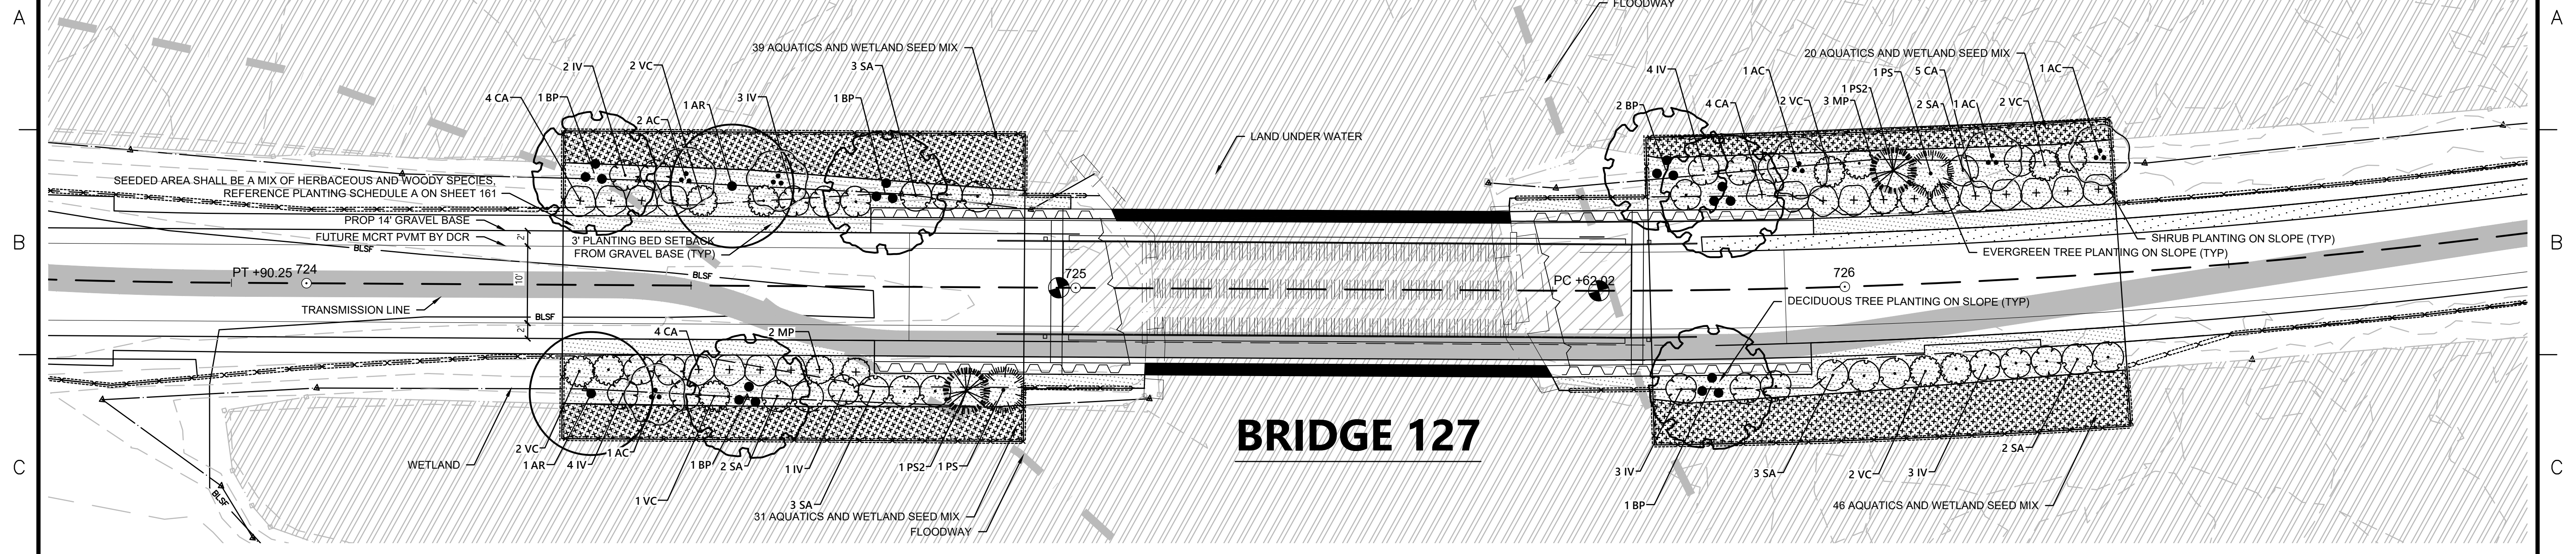 A
A
FLOODWAY
39 AQUATICS AND WETLAND SEED MIX
20 AQUATICS AND WETLAND SEED MIX
2 IV
2 VC
3 SA
4 CA
1 BP
1 AR
3 IV
1 BP
2 AC
4 IV
1 AC
1 PS2
1 PS
5 CA
1 AC
2 BP
4 CA
2 VC
3 MP
2 SA
1 AC
2 VC
LAND UNDER WATER
SEEDED AREA SHALL BE A MIX OF HERBACEOUS AND WOODY SPECIES,
REFERENCE PLANTING SCHEDULE A ON SHEET 161
PROP 14' GRAVEL BASE
FUTURE MCRT PVMT BY DCR
BLSF
2'
3' PLANTING BED SETBACK
FROM GRAVEL BASE (TYP)
B
B
SHRUB PLANTING ON SLOPE (TYP)
EVERGREEN TREE PLANTING ON SLOPE (TYP)
PT +90.25
724
10'
BLSF
725
PC +62.02
726
TRANSMISSION LINE
BLSF
2'
DECIDUOUS TREE PLANTING ON SLOPE (TYP)
4 CA
2 MP
BRIDGE 127
2 VC
1 AR
4 IV
1 AC
1 BP
2 SA
1 IV
1 PS2
1 PS
WETLAND
1 VC
3 SA
31 AQUATICS AND WETLAND SEED MIX
FLOODWAY
BLSF
3 IV
1 BP
3 SA
2 VC
3 IV
2 SA
46 AQUATICS AND WETLAND SEED MIX
C
C